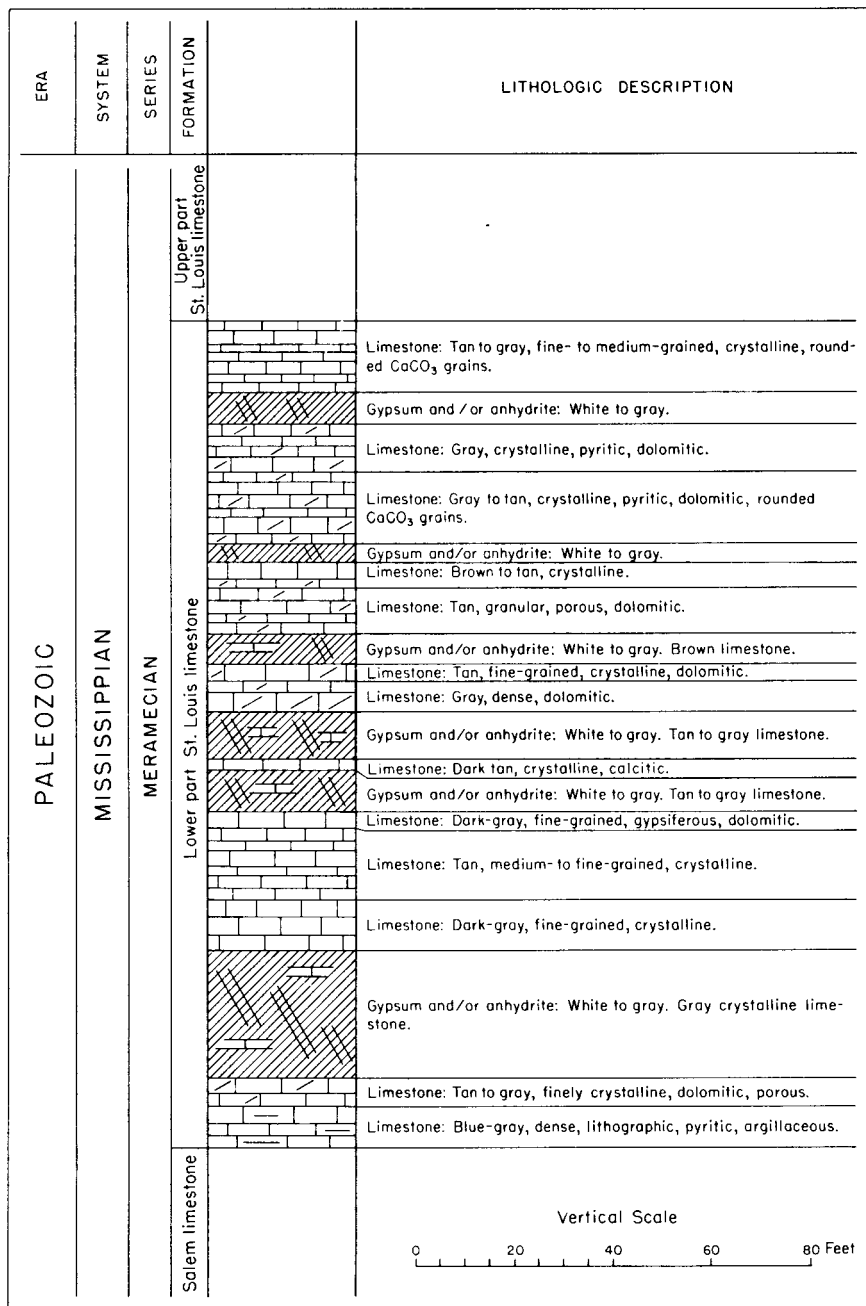 ERA
SYSTEM
SERIES
FORMATION
LITHOLOGIC DESCRIPTION
PALEOZOIC
MISSISSIPPIAN
MERAMECIAN
Upper part
St. Louis limestone
Lower part St. Louis limestone
Salem limestone
Limestone: Tan to gray, fine- to medium-grained, crystalline, round-
ed CaCO₃ grains.
Gypsum and / or anhydrite: White to gray.
Limestone: Gray, crystalline, pyritic, dolomitic.
Limestone: Gray to tan, crystalline, pyritic, dolomitic, rounded
CaCO₃ grains.
Gypsum and/or anhydrite: White to gray.
Limestone: Brown to tan, crystalline.
Limestone: Tan, granular, porous, dolomitic.
Gypsum and/or anhydrite: White to gray. Brown limestone.
Limestone: Tan, fine-grained, crystalline, dolomitic.
Limestone: Gray, dense, dolomitic.
Gypsum and/or anhydrite: White to gray. Tan to gray limestone.
Limestone: Dark tan, crystalline, calcitic.
Gypsum and/or anhydrite: White to gray. Tan to gray limestone.
Limestone: Dark-gray, fine-grained, gypsiferous, dolomitic.
Limestone: Tan, medium- to fine-grained, crystalline.
Limestone: Dark-gray, fine-grained, crystalline.
Gypsum and/or anhydrite: White to gray. Gray crystalline lime-
stone.
Limestone: Tan to gray, finely crystalline, dolomitic, porous.
Limestone: Blue-gray, dense, lithographic, pyritic, argillaceous.
Vertical Scale
0 20 40 60 80 Feet